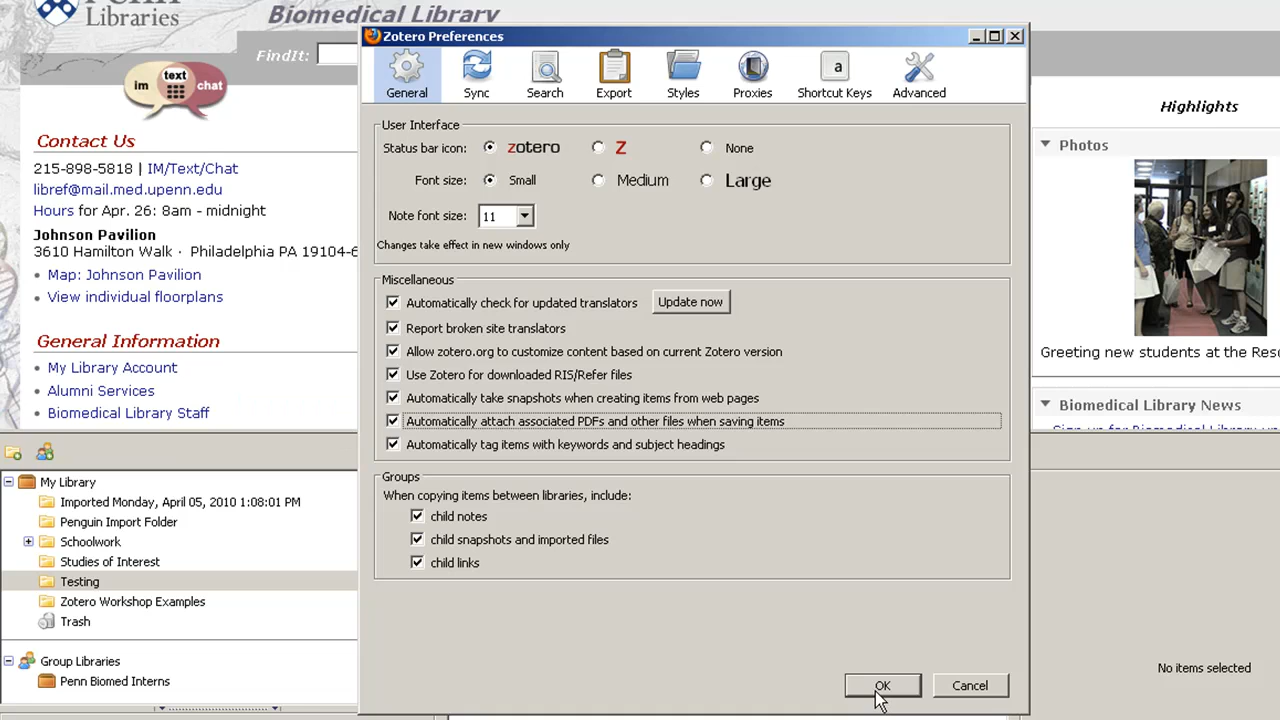 Libraries
Biomedical Library
FindIt:
im text chat
Contact Us
215-898-5818 | IM/Text/Chat
libref@mail.med.upenn.edu
Hours for Apr. 26: 8am - midnight
Johnson Pavilion
3610 Hamilton Walk · Philadelphia PA 19104-6
Map: Johnson Pavilion
View individual floorplans
General Information
My Library Account
Alumni Services
Biomedical Library Staff
My Library
Imported Monday, April 05, 2010 1:08:01 PM
Penguin Import Folder
Schoolwork
Studies of Interest
Testing
Zotero Workshop Examples
Trash
Group Libraries
Penn Biomed Interns
Zotero Preferences
General Sync Search Export Styles Proxies Shortcut Keys Advanced
User Interface
Status bar icon: zotero Z None
Font size: Small Medium Large
Note font size: 11
Changes take effect in new windows only
Miscellaneous
Automatically check for updated translators Update now
Report broken site translators
Allow zotero.org to customize content based on current Zotero version
Use Zotero for downloaded RIS/Refer files
Automatically take snapshots when creating items from web pages
Automatically attach associated PDFs and other files when saving items
Automatically tag items with keywords and subject headings
Groups
When copying items between libraries, include:
child notes
child snapshots and imported files
child links
OK Cancel
Highlights
Photos
Greeting new students at the Res
Biomedical Library News
No items selected